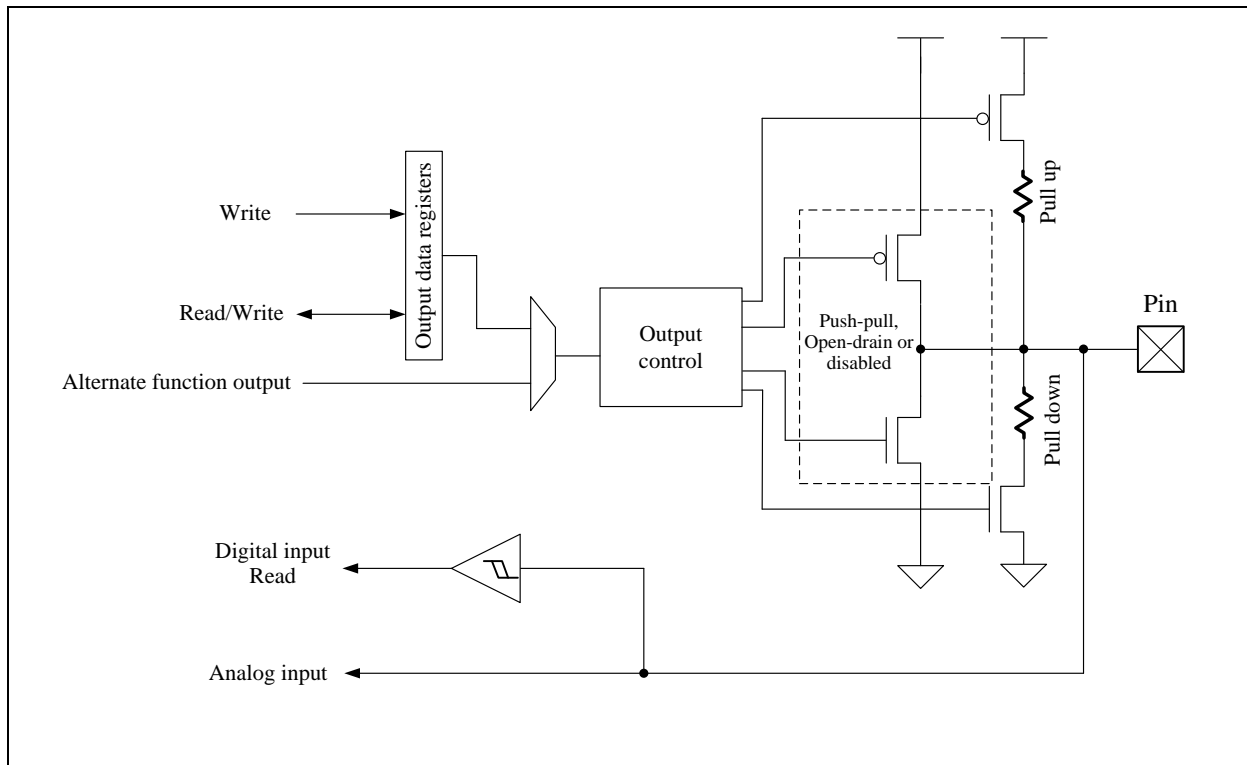 Write
Read/Write
Alternate function output
Output data registers
Output
control
Push-pull,
Open-drain or
disabled
Pull up
Pull down
Pin
Digital input
Read
Analog input